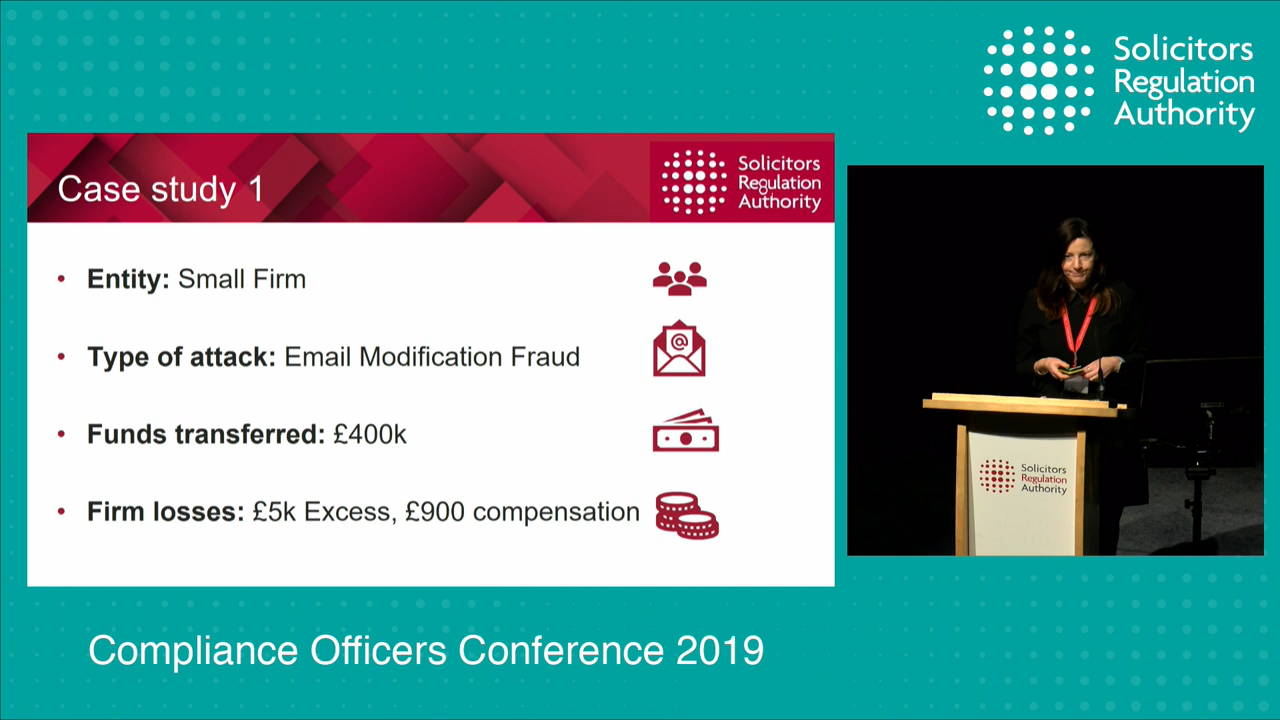 Solicitors
Regulation
Authority
Case study 1
Solicitors
Regulation
Authority
• Entity: Small Firm
• Type of attack: Email Modification Fraud
@
• Funds transferred: £400k
• Firm losses: £5k Excess, £900 compensation
Solicitors
Regulation
Authority
Compliance Officers Conference 2019